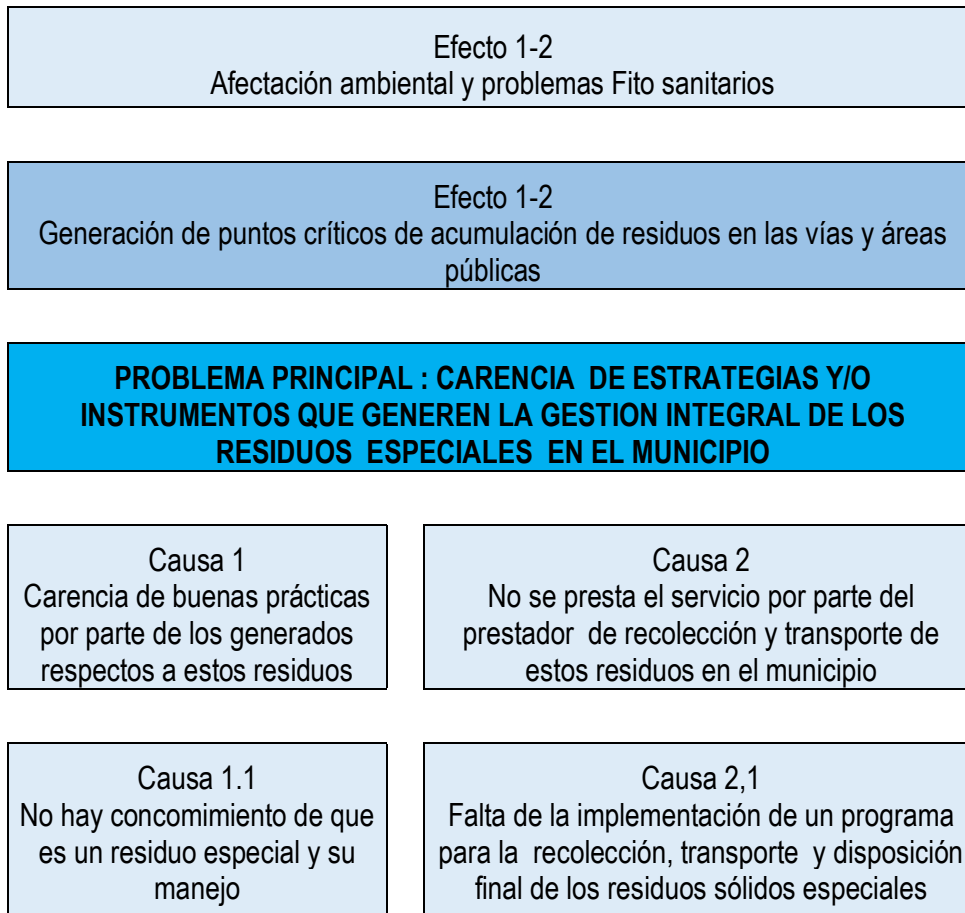 Efecto 1-2
Afectación ambiental y problemas Fito sanitarios
Efecto 1-2
Generación de puntos críticos de acumulación de residuos en las vías y áreas
públicas
PROBLEMA PRINCIPAL : CARENCIA DE ESTRATEGIAS Y/O
INSTRUMENTOS QUE GENEREN LA GESTION INTEGRAL DE LOS
RESIDUOS ESPECIALES EN EL MUNICIPIO
Causa 1
Carencia de buenas prácticas
por parte de los generados
respectos a estos residuos
Causa 2
No se presta el servicio por parte del
prestador de recolección y transporte de
estos residuos en el municipio
Causa 1.1
No hay concomimiento de que
es un residuo especial y su
manejo
Causa 2,1
Falta de la implementación de un programa
para la recolección, transporte y disposición
final de los residuos sólidos especiales